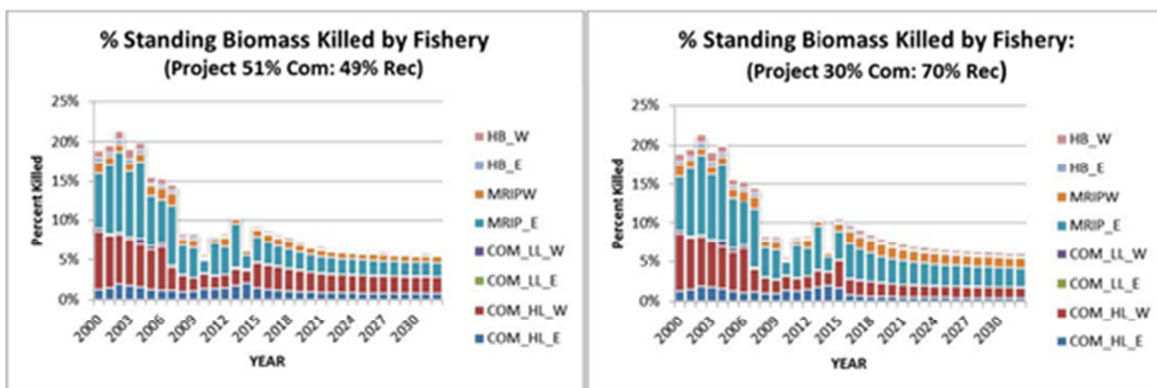 % Standing Biomass Killed by Fishery
(Project 51% Com: 49% Rec)
25%
20%
15%
10%
5%
0%
Percent Killed
2000
2003
2006
2009
2012
2015
2018
2021
2024
2027
2030
YEAR
HB_W
HB_E
MRIPW
MRIP_E
COM_LL_W
COM_LL_E
COM_HL_W
COM_HL_E
% Standing Biomass Killed by Fishery:
(Project 30% Com: 70% Rec)
25%
20%
15%
10%
5%
0%
Percent Killed
2000
2003
2006
2009
2012
2015
2018
2021
2024
2027
2030
YEAR
HB_W
HB_E
MRIPW
MRIP_E
COM_LL_W
COM_LL_E
COM_HL_W
COM_HL_E